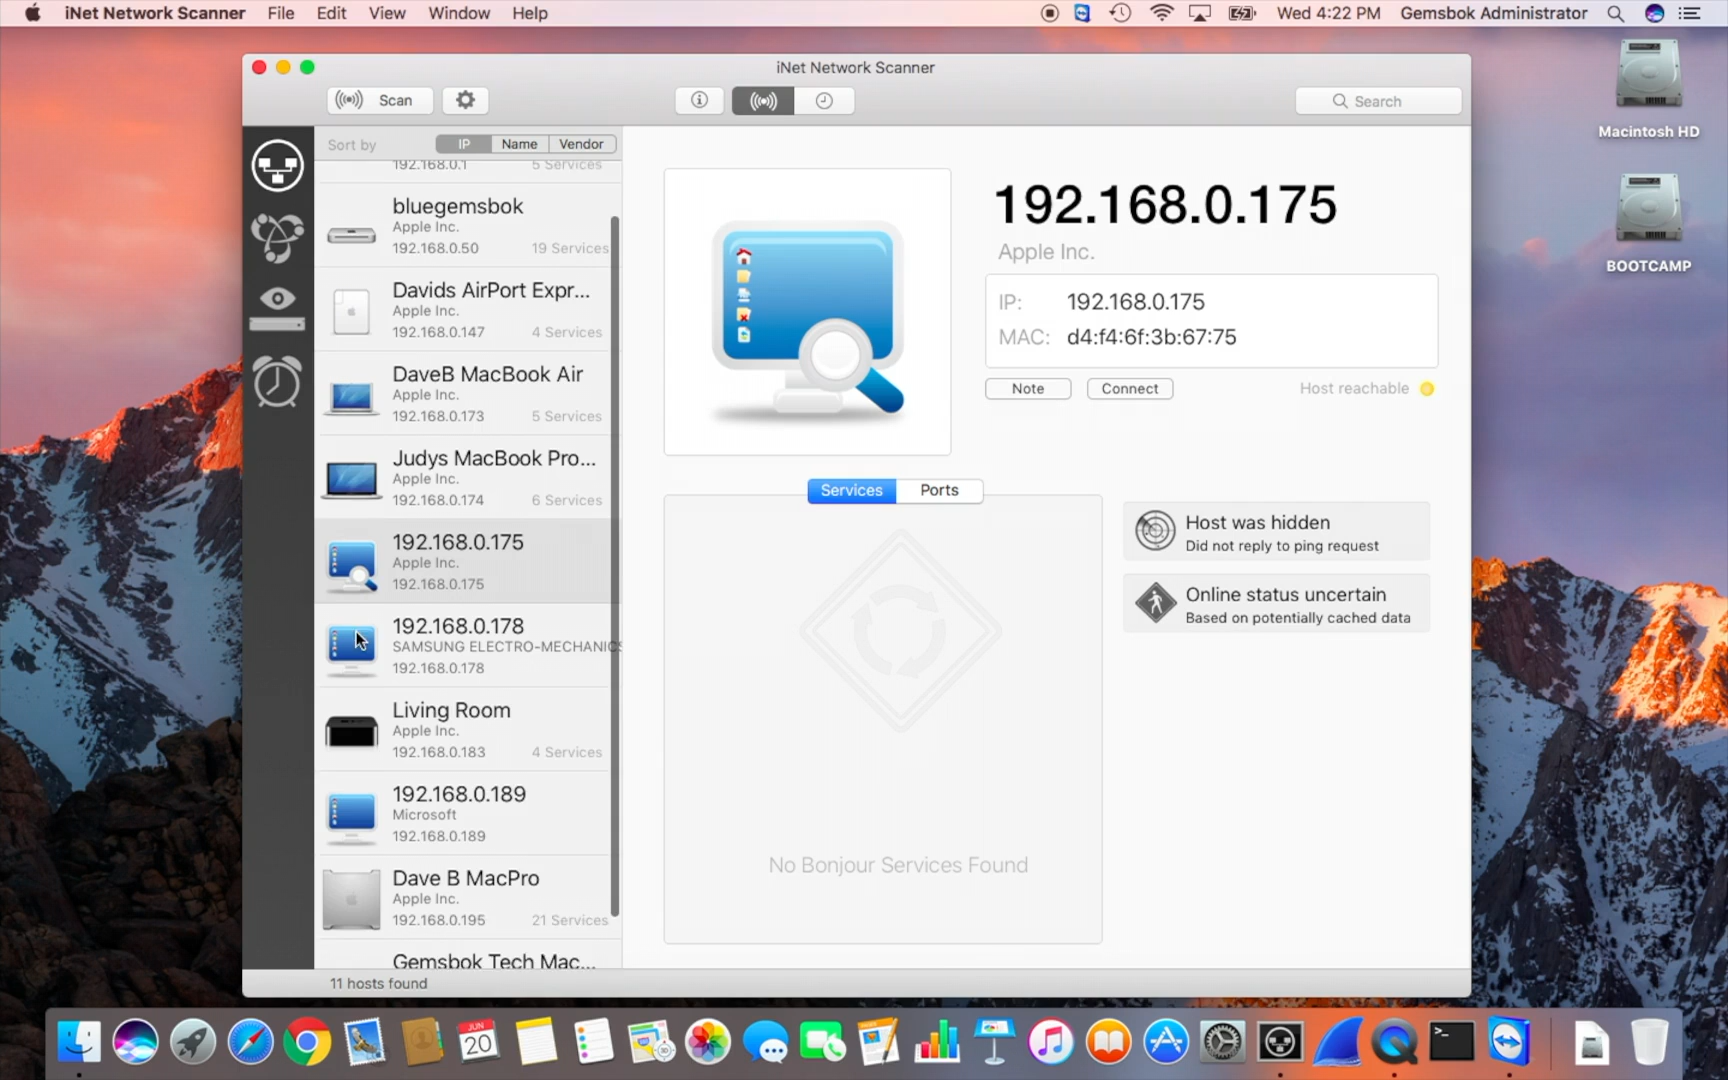 iNet Network Scanner File Edit View Window Help Wed 4:22 PM Gemsbok Administrator
iNet Network Scanner
Scan
Search
Macintosh HD
BOOTCAMP
Sort by IP Name Vendor
192.168.0.1 5 Services
bluegemsbok
Apple Inc.
192.168.0.50 19 Services
Davids AirPort Expr...
Apple Inc.
192.168.0.147 4 Services
DaveB MacBook Air
Apple Inc.
192.168.0.173 5 Services
Judys MacBook Pro...
Apple Inc.
192.168.0.174 6 Services
192.168.0.175
Apple Inc.
192.168.0.175
192.168.0.178
SAMSUNG ELECTRO-MECHANICS
192.168.0.178
Living Room
Apple Inc.
192.168.0.183 4 Services
192.168.0.189
Microsoft
192.168.0.189
Dave B MacPro
Apple Inc.
192.168.0.195 21 Services
Gemsbok Tech Mac...
11 hosts found
192.168.0.175
Apple Inc.
IP: 192.168.0.175
MAC: d4:f4:6f:3b:67:75
Note Connect Host reachable
Services Ports
No Bonjour Services Found
Host was hidden
Did not reply to ping request
Online status uncertain
Based on potentially cached data
JUN
20